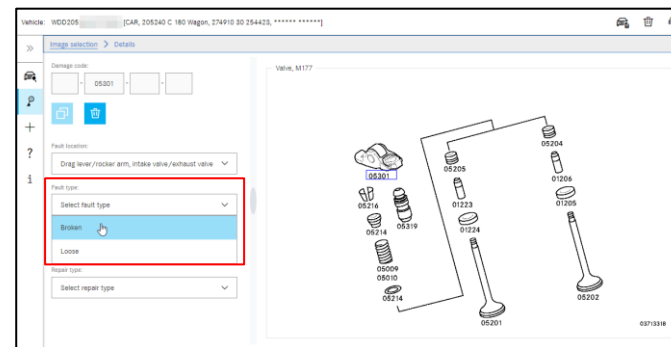 Vehicle: WDD205 [CAR, 205240 C 180 Wagon, 274910 30 254423, ****** ******]
Image selection > Details
Damage code:
- 05301 - -
Fault location:
Drag lever/rocker arm, intake valve/exhaust valve
Fault type:
Select fault type
Broken
Loose
Repair type:
Select repair type
Valve, M177
05301
05204
05205
01206
05216
01223
01205
05319
05214
01224
05009
05010
05214
05202
05201
03713318